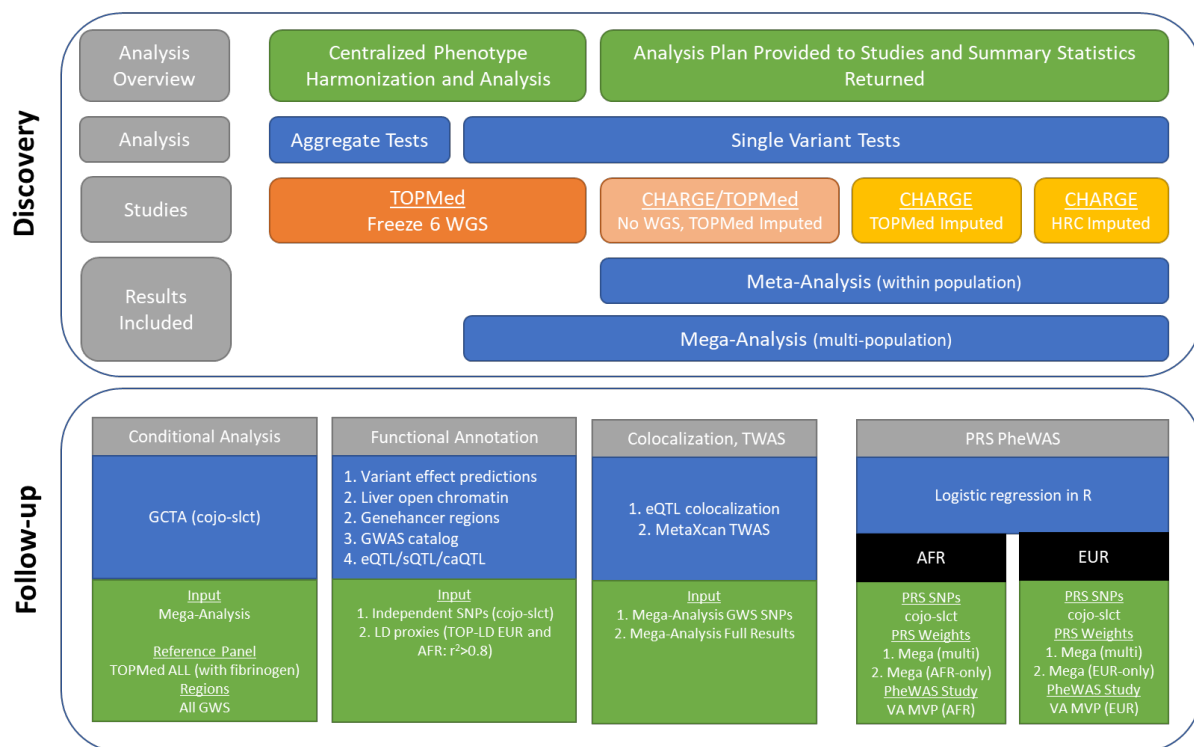 Discovery
Analysis
Overview
Centralized Phenotype
Harmonization and Analysis
Analysis Plan Provided to Studies and Summary Statistics
Returned
Analysis
Aggregate Tests
Single Variant Tests
Studies
TOPMed
Freeze 6 WGS
CHARGE/TOPMed
No WGS, TOPMed Imputed
CHARGE
TOPMed Imputed
CHARGE
HRC Imputed
Results
Included
Meta-Analysis (within population)
Mega-Analysis (multi-population)
Follow-up
Conditional Analysis
GCTA (cojo-slct)
Input
Mega-Analysis
Reference Panel
TOPMed ALL (with fibrinogen)
Regions
All GWS
Functional Annotation
1. Variant effect predictions
2. Liver open chromatin
2. Genehancer regions
3. GWAS catalog
4. eQTL/sQTL/caQTL
Input
1. Independent SNPs (cojo-slct)
2. LD proxies (TOP-LD EUR and
AFR: r²>0.8)
Colocalization, TWAS
1. eQTL colocalization
2. MetaXcan TWAS
Input
1. Mega-Analysis GWS SNPs
2. Mega-Analysis Full Results
PRS PheWAS
Logistic regression in R
AFR
PRS SNPs
cojo-slct
PRS Weights
1. Mega (multi)
2. Mega (AFR-only)
PheWAS Study
VA MVP (AFR)
EUR
PRS SNPs
cojo-slct
PRS Weights
1. Mega (multi)
2. Mega (EUR-only)
PheWAS Study
VA MVP (EUR)